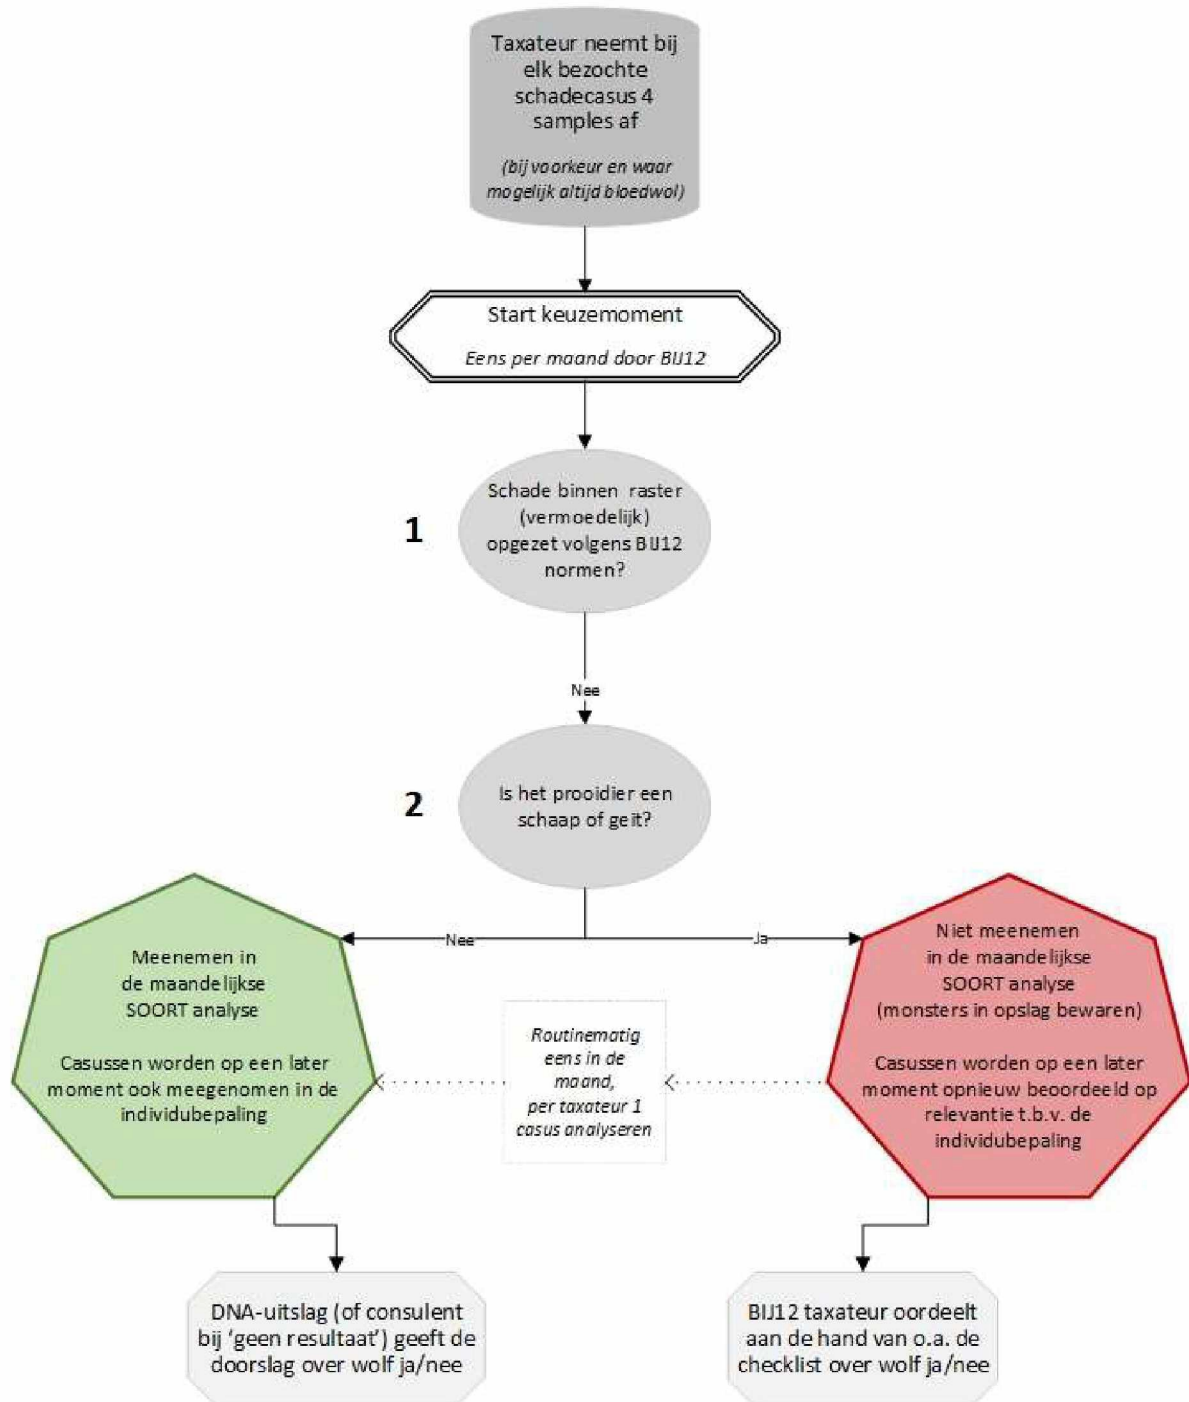 Taxateur neemt bij
elk bezochte
schadecasus 4
samples af
(bij voorkeur en waar
mogelijk altijd bloedwol)
Start keuzemoment
Eens per maand door BIJ12
1
Schade binnen raster
(vermoedelijk)
opgezet volgens BIJ12
normen?
Nee
2
Is het prooidier een
schaap of geit?
Nee
Ja
Meenemen in
de maandelijkse
SOORT analyse
Casussen worden op een later
moment ook meegenomen in de
individubepaling
Routinematig
eens in de
maand,
per taxateur 1
casus analyseren
Niet meenemen
in de maandelijkse
SOORT analyse
(monsters in opslag bewaren)
Casussen worden op een later
moment opnieuw beoordeeld op
relevantie t.b.v. de
individubepaling
DNA-uitslag (of consulent
bij 'geen resultaat') geeft de
doorslag over wolf ja/nee
BIJ12 taxateur oordeelt
aan de hand van o.a. de
checklist over wolf ja/nee